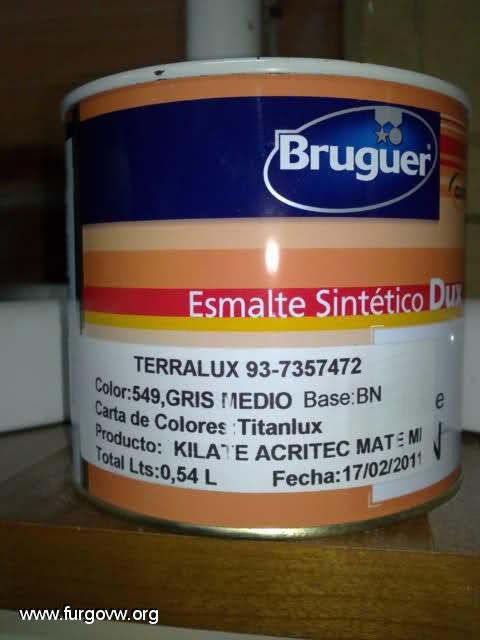 Bruguer
Esmalte Sintético Dux
TERRALUX 93-7357472
Color:549,GRIS MEDIO Base:BN
Carta de Colores :Titanlux
Producto: KILATE ACRITEC MATE MI
Total Lts:0,54 L Fecha:17/02/2011
e
N
www.furgovw.org